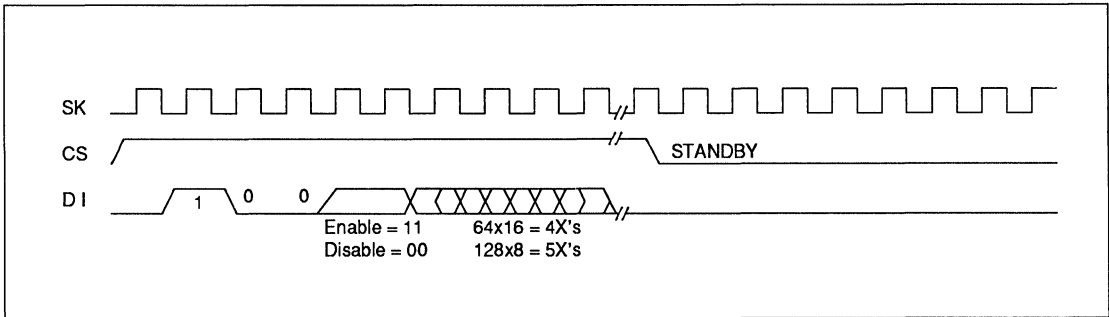 SK
CS
STANDBY
DI
1
0
0
Enable = 11
64x16 = 4X's
Disable = 00
128x8 = 5X's